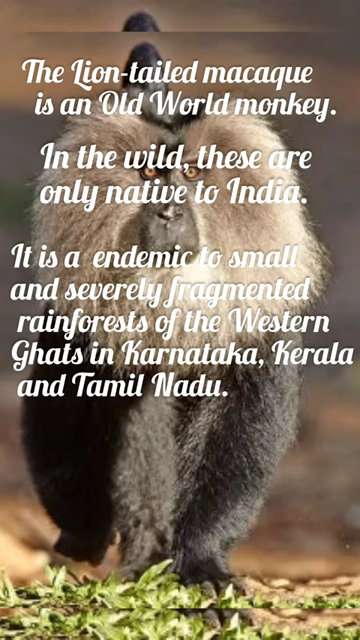 The Lion-tailed macaque
is an Old World monkey.
In the wild, these are
only native to India.
It is a endemic to small
and severely fragmented
rainforests of the Western
Ghats in Karnataka, Kerala
and Tamil Nadu.